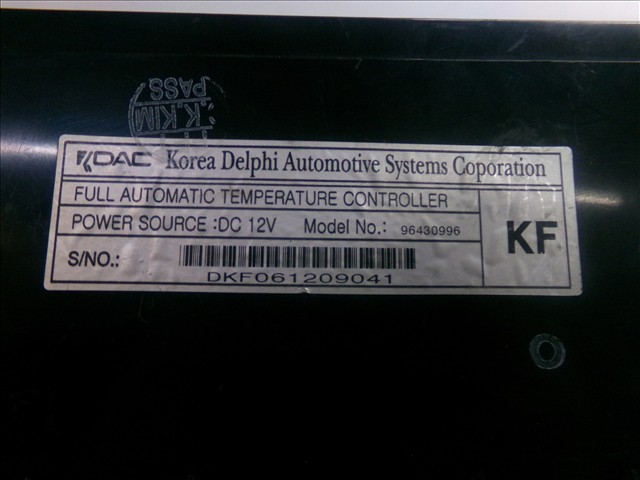 PASS
K.KIM
KDAC Korea Delphi Automotive Systems Coporation
FULL AUTOMATIC TEMPERATURE CONTROLLER
POWER SOURCE :DC 12V Model No.: 96430996
KF
S/NO.:
DKF061209041